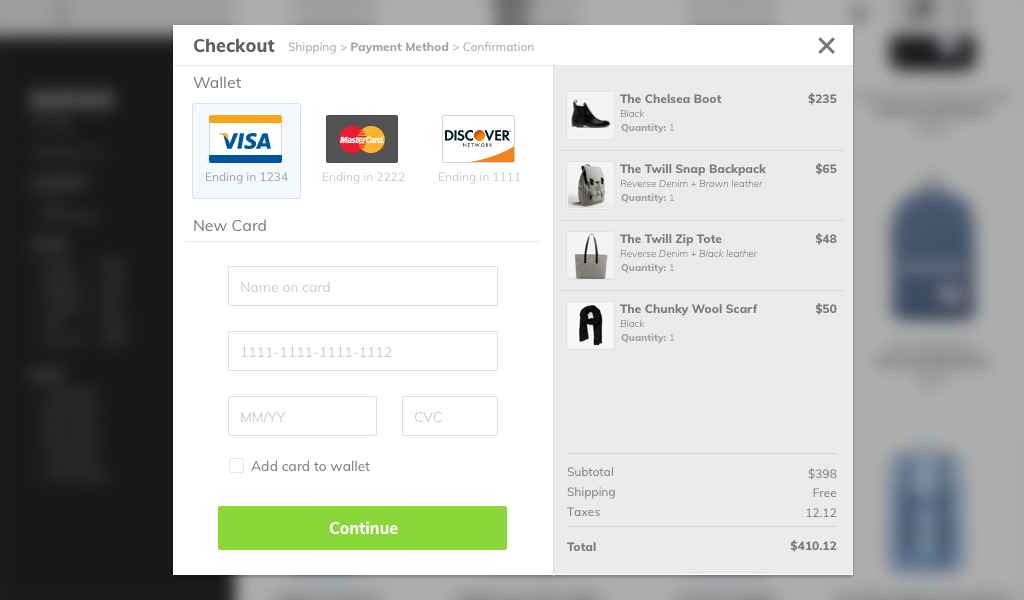 Checkout
Shipping > Payment Method > Confirmation
Wallet
VISA
MasterCard
DISCOVER
NETWORK
Ending in 1234
Ending in 2222
Ending in 1111
New Card
Name on card
1111-1111-1111-1112
MM/YY
CVC
Add card to wallet
Continue
The Chelsea Boot
$235
Black
Quantity: 1
The Twill Snap Backpack
$65
Reverse Denim + Brown leather
Quantity: 1
The Twill Zip Tote
$48
Reverse Denim + Black leather
Quantity: 1
The Chunky Wool Scarf
$50
Black
Quantity: 1
Subtotal
$398
Shipping
Free
Taxes
12.12
Total
$410.12